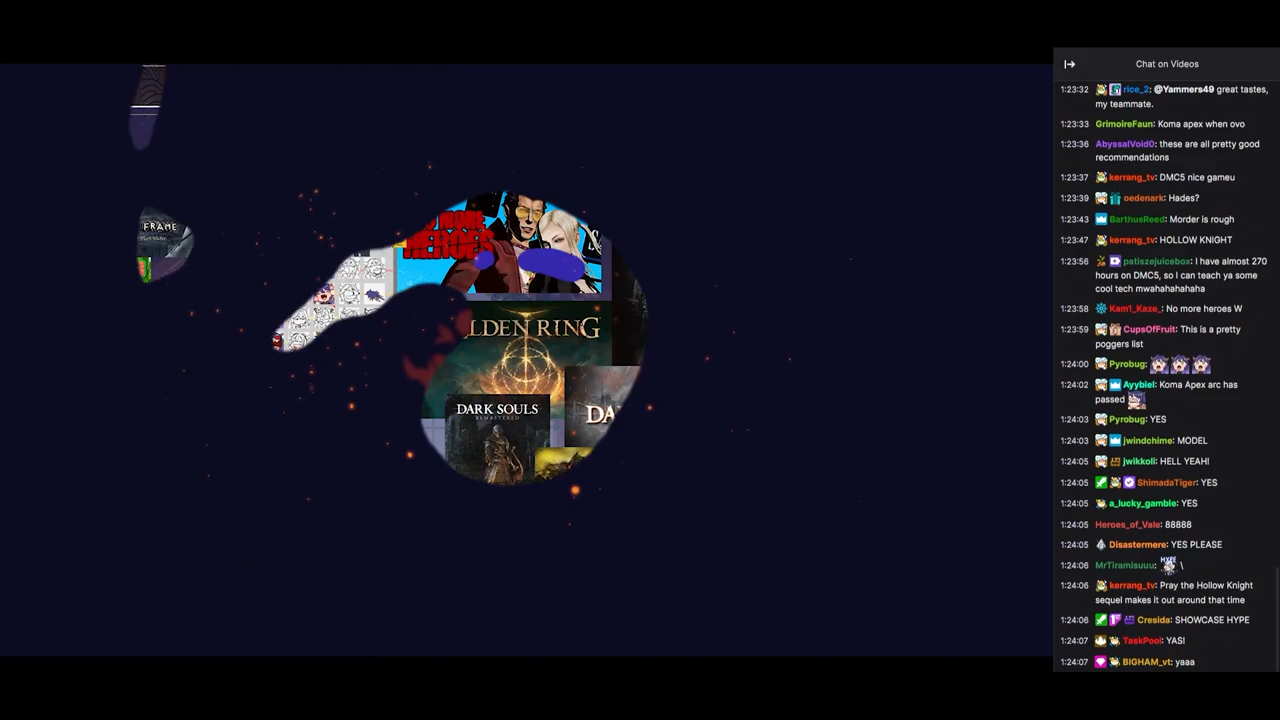 FRAME
MORE
HEROES
ELDEN RING
DARK SOULS
REMASTERED
DA
Chat on Videos
1:23:32 rice_2: @Yammers49 great tastes,
my teammate.
1:23:33 GrimoireFaun: Koma apex when ovo
1:23:36 AbyssalVoid0: these are all pretty good
recommendations
1:23:37 kerrang_tv: DMC5 nice gameu
1:23:39 oedenark: Hades?
1:23:43 BarthusReed: Morder is rough
1:23:47 kerrang_tv: HOLLOW KNIGHT
1:23:56 patiszejuicebox: I have almost 270
hours on DMC5, so I can teach ya some
cool tech mwahahahahaha
1:23:58 Kam1_Kaze_: No more heroes W
1:23:59 CupsOfFruit: This is a pretty
poggers list
1:24:00 Pyrobug:
1:24:02 Ayybiel: Koma Apex arc has
passed
1:24:03 Pyrobug: YES
1:24:03 jwindchime: MODEL
1:24:05 jwikkoli: HELL YEAH!
1:24:05 ShimadaTiger: YES
1:24:05 a_lucky_gamble: YES
1:24:05 Heroes_of_Vale: 88888
1:24:05 Disastermere: YES PLEASE
1:24:06 MrTiramisuuu: HYPE \
1:24:06 kerrang_tv: Pray the Hollow Knight
sequel makes it out around that time
1:24:06 Cresida: SHOWCASE HYPE
1:24:07 TaskPool: YAS!
1:24:07 BIGHAM_vt: yaaa